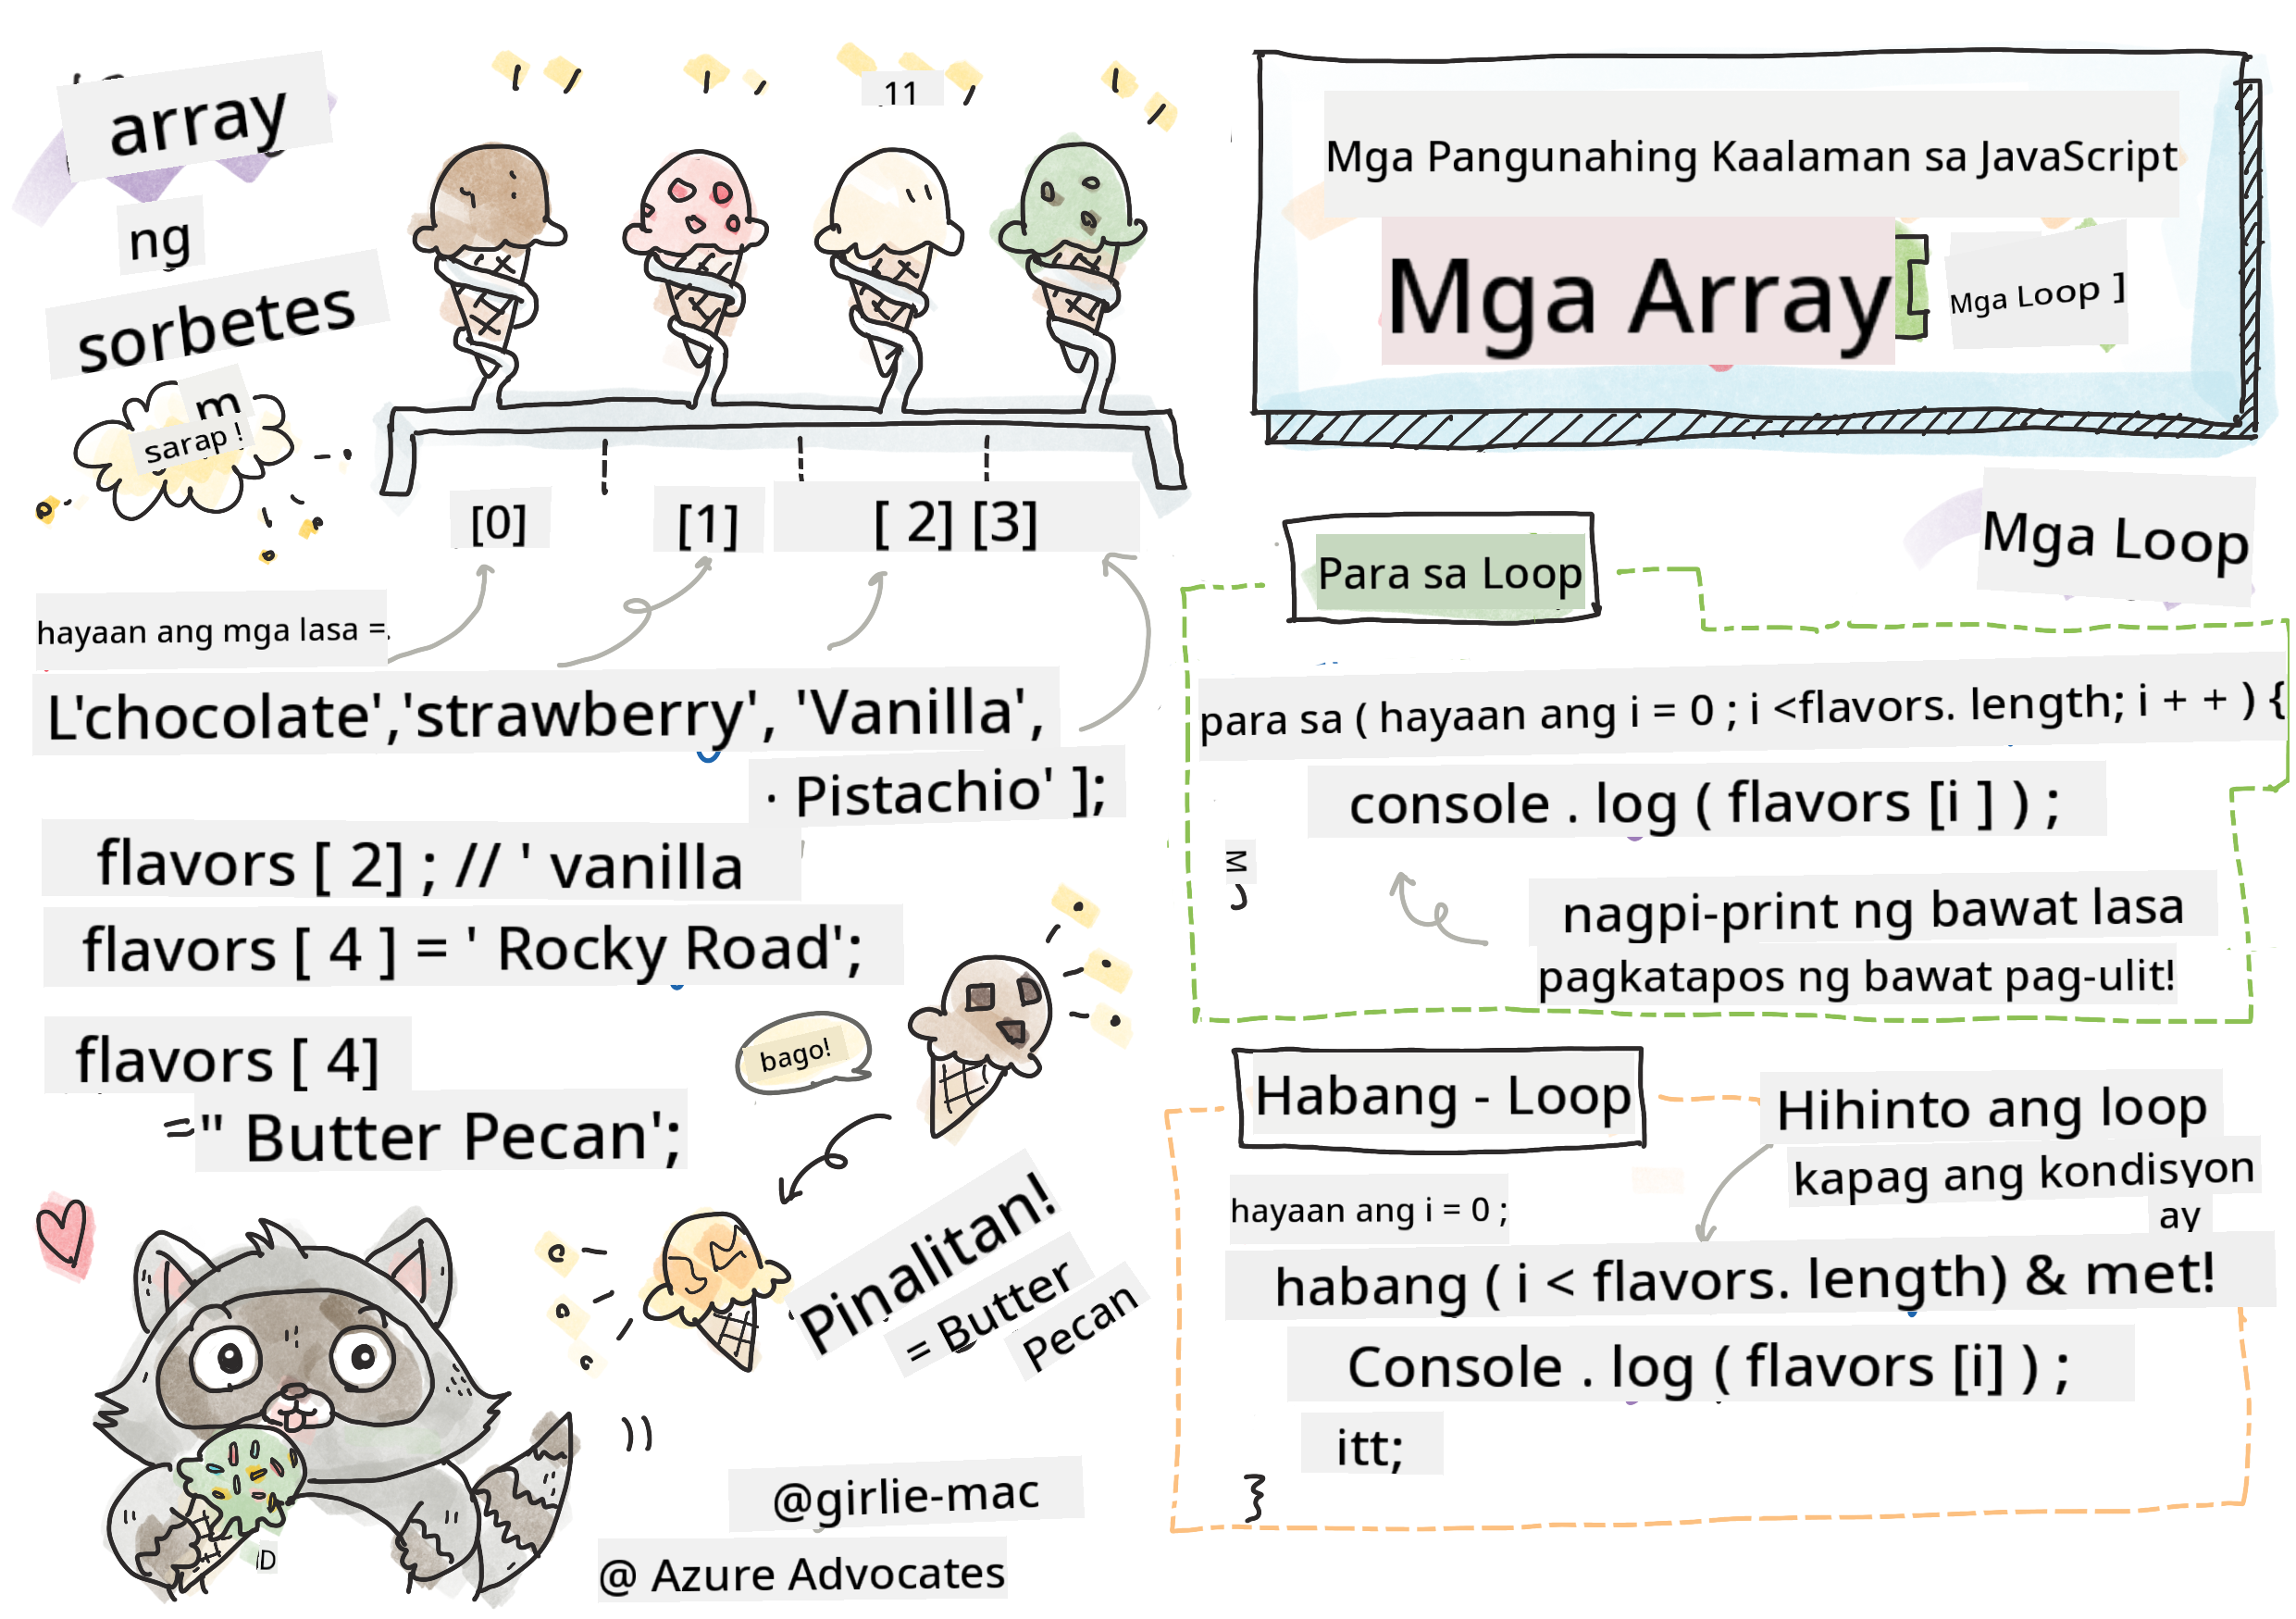 array
ng
sorbetes
m
sarap !
11
[0]
[1]
[ 2] [3]
hayaan ang mga lasa =
L'chocolate','strawberry', 'Vanilla',
· Pistachio' ];
flavors [ 2] ; // ' vanilla
flavors [ 4 ] = ' Rocky Road';
flavors [ 4]
=" Butter Pecan';
bago!
Pinalitan!
= Butter
Pecan
@girlie-mac
@ Azure Advocates
D
Mga Pangunahing Kaalaman sa JavaScript
Mga Array
[ Mga Loop ]
Mga Loop
Para sa Loop
para sa ( hayaan ang i = 0 ; i <flavors. length; i + + ) {
console . log ( flavors [i ] ) ;
M
nagpi-print ng bawat lasa
pagkatapos ng bawat pag-ulit!
Habang - Loop
Hihinto ang loop
kapag ang kondisyon
ay
hayaan ang i = 0 ;
habang ( i < flavors. length) & met!
Console . log ( flavors [i] ) ;
itt;
}